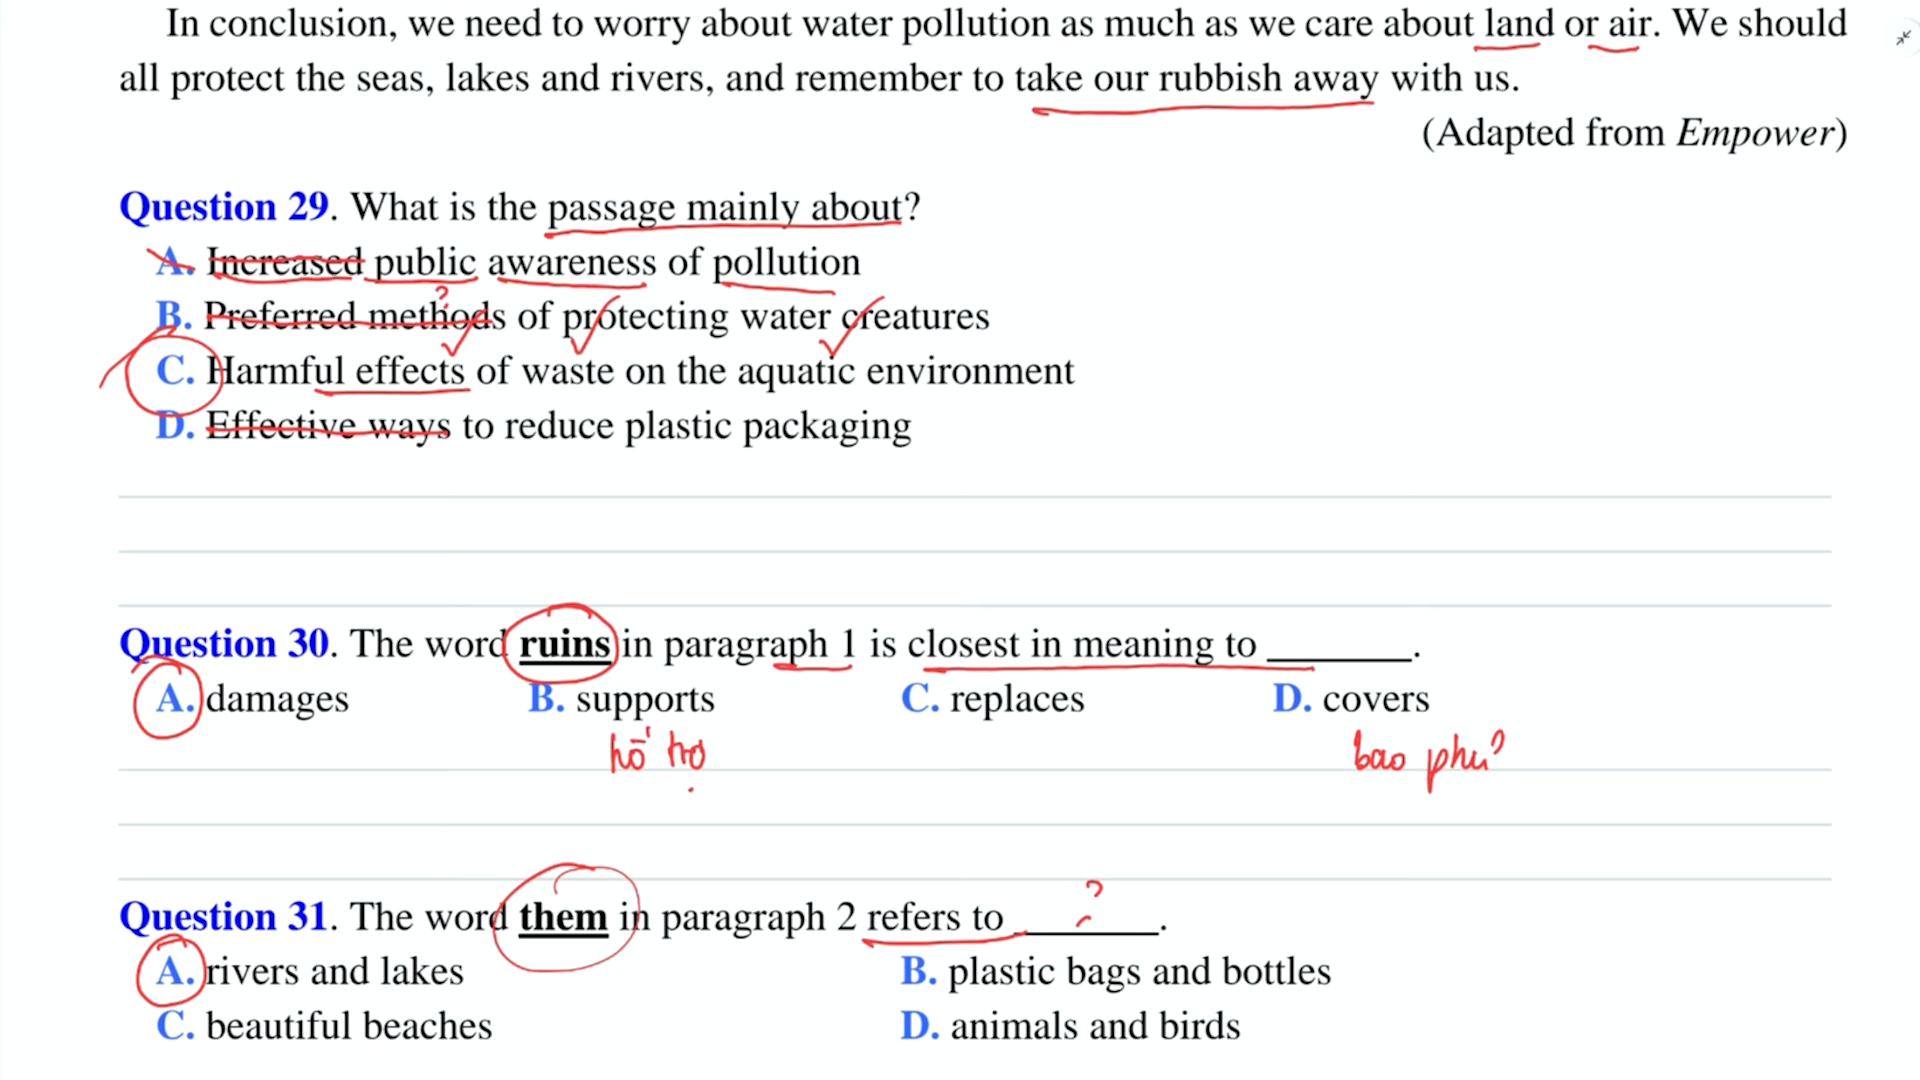 In conclusion, we need to worry about water pollution as much as we care about land or air. We should
all protect the seas, lakes and rivers, and remember to take our rubbish away with us.
(Adapted from Empower)
Question 29. What is the passage mainly about?
A. Increased public awareness of pollution
?
B. Preferred methods of protecting water creatures
C. Harmful effects of waste on the aquatic environment
D. Effective ways to reduce plastic packaging
Question 30. The word ruins in paragraph 1 is closest in meaning to _______.
A. damages B. supports C. replaces D. covers
hỗ trợ bao phủ
?
Question 31. The word them in paragraph 2 refers to _______.
A. rivers and lakes B. plastic bags and bottles
C. beautiful beaches D. animals and birds